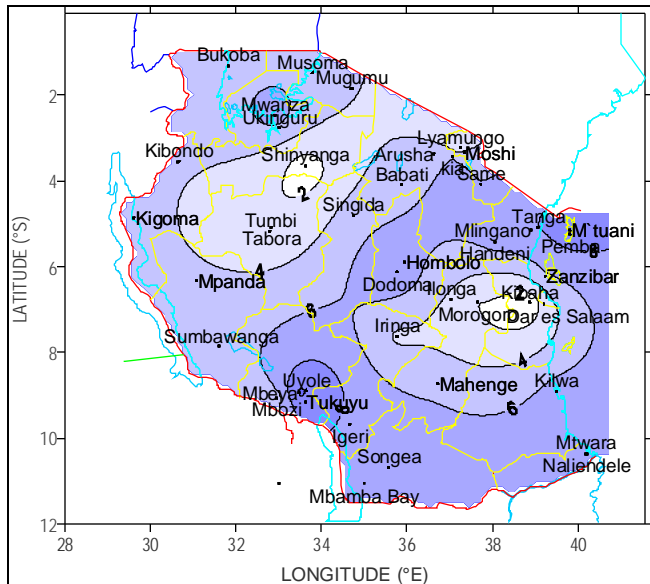 Bukoba
Musoma
Mugumu
2
Mwanza
Ukinguru
Lyamungo
Kibondo
Shinyanga
Arusha
Moshi
4
kia
Babati
Same
2
Singida
Kigoma
Tumbi
Tabora
Tanga
Mlingano
M`tuani
Pemba
Handeni
8
6
4
Hombolo
Mpanda
Dodoma
Ilonga
Zanzibar
2
Kibaha
Morogoro
Dar es Salaam
Iringa
Sumbawanga
8
4
Uyole
Mbeya
Mahenge
Kilwa
Mbozi
Tukuyu
6
10
Igeri
Songea
Mtwara
Naliendele
Mbamba Bay
12
28
30
32
34
36
38
40
LATITUDE (°S)
LONGITUDE (°E)